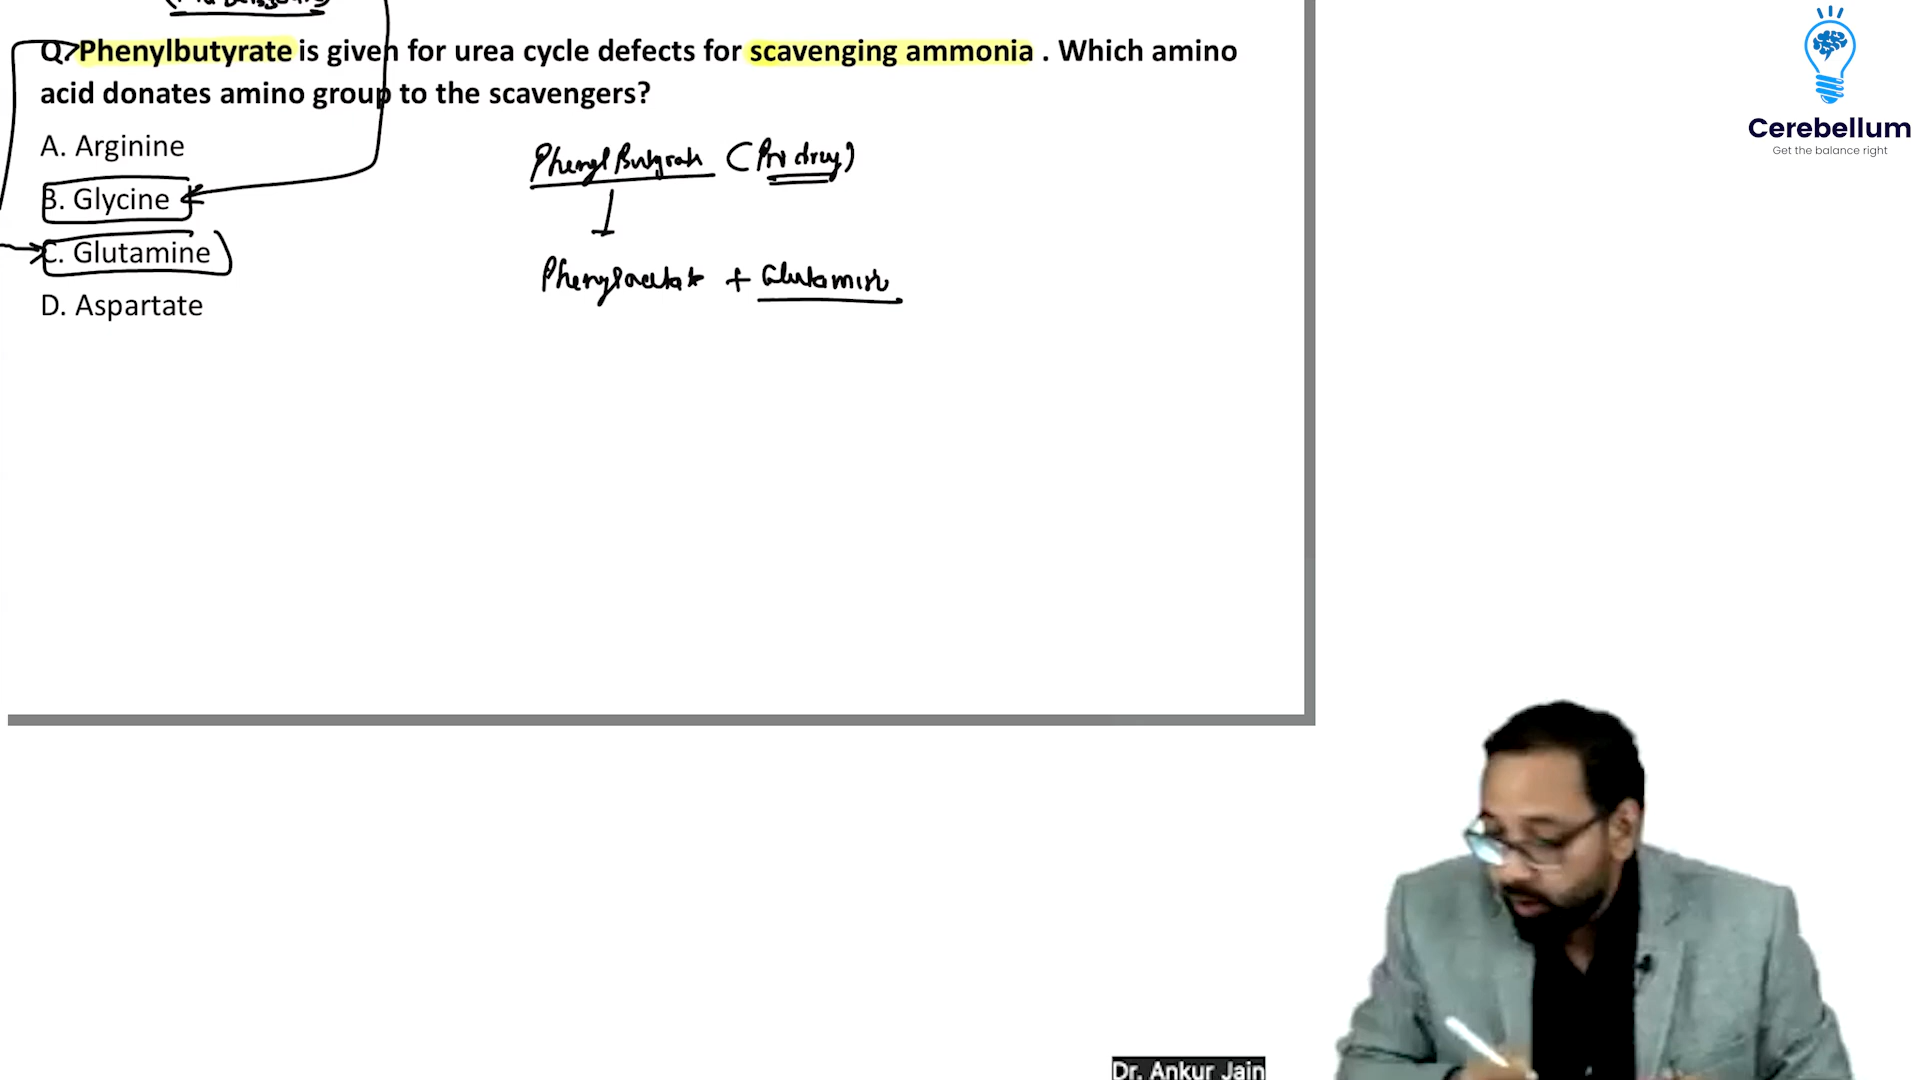 Q. Phenylbutyrate is given for urea cycle defects for scavenging ammonia . Which amino
acid donates amino group to the scavengers?
A. Arginine
B. Glycine
C. Glutamine
D. Aspartate
Phenyl Butyrate (Pro drug)
Phenylacetate + Glutamine
Cerebellum
Get the balance right
Dr. Ankur Jain